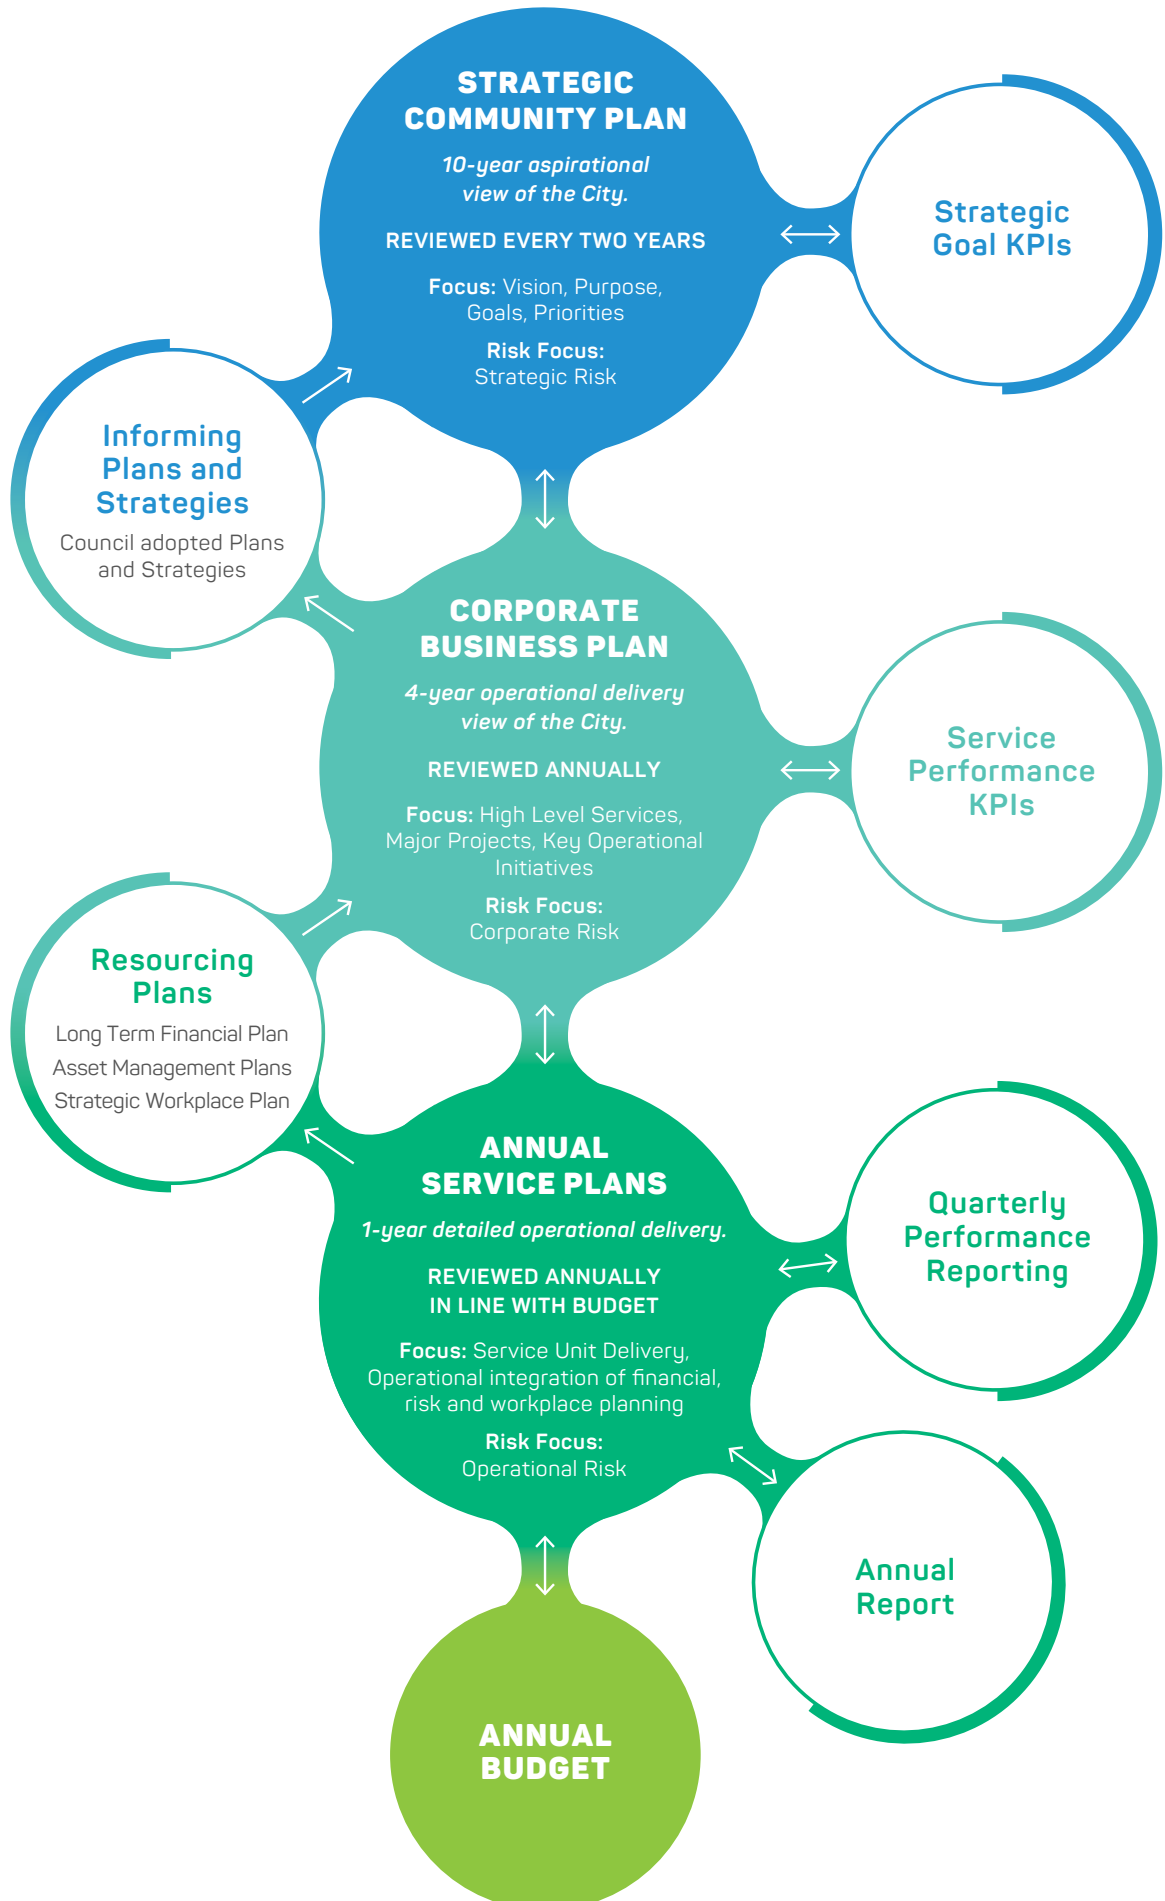 STRATEGIC
COMMUNITY PLAN
10-year aspirational
view of the City.
REVIEWED EVERY TWO YEARS
Focus: Vision, Purpose,
Goals, Priorities
Risk Focus:
Strategic Risk
Strategic
Goal KPIs
Informing
Plans and
Strategies
Council adopted Plans
and Strategies
CORPORATE
BUSINESS PLAN
4-year operational delivery
view of the City.
REVIEWED ANNUALLY
Focus: High Level Services,
Major Projects, Key Operational
Initiatives
Risk Focus:
Corporate Risk
Service
Performance
KPIs
Resourcing
Plans
Long Term Financial Plan
Asset Management Plans
Strategic Workplace Plan
ANNUAL
SERVICE PLANS
1-year detailed operational delivery.
REVIEWED ANNUALLY
IN LINE WITH BUDGET
Focus: Service Unit Delivery,
Operational integration of financial,
risk and workplace planning
Risk Focus:
Operational Risk
Quarterly
Performance
Reporting
Annual
Report
ANNUAL
BUDGET